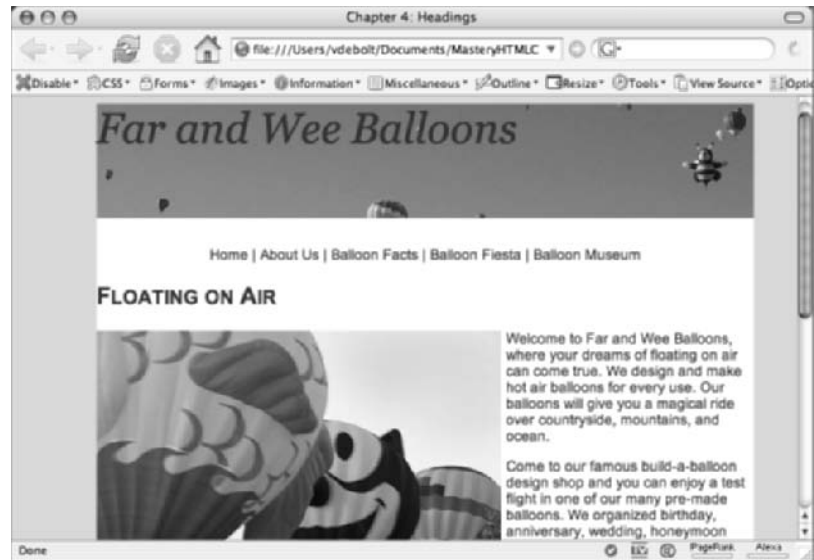 Chapter 4: Headings
file:///Users/vdebolt/Documents/MasteryHTMLC
G
Disable CSS Forms Images Information Miscellaneous Outline Resize Tools View Source Optio
Far and Wee Balloons
Home | About Us | Balloon Facts | Balloon Fiesta | Balloon Museum
FLOATING ON AIR
Welcome to Far and Wee Balloons,
where your dreams of floating on air
can come true. We design and make
hot air balloons for every use. Our
balloons will give you a magical ride
over countryside, mountains, and
ocean.
Come to our famous build-a-balloon
design shop and you can enjoy a test
flight in one of our many pre-made
balloons. We organized birthday,
anniversary, wedding, honeymoon
Done PageRank Alexa